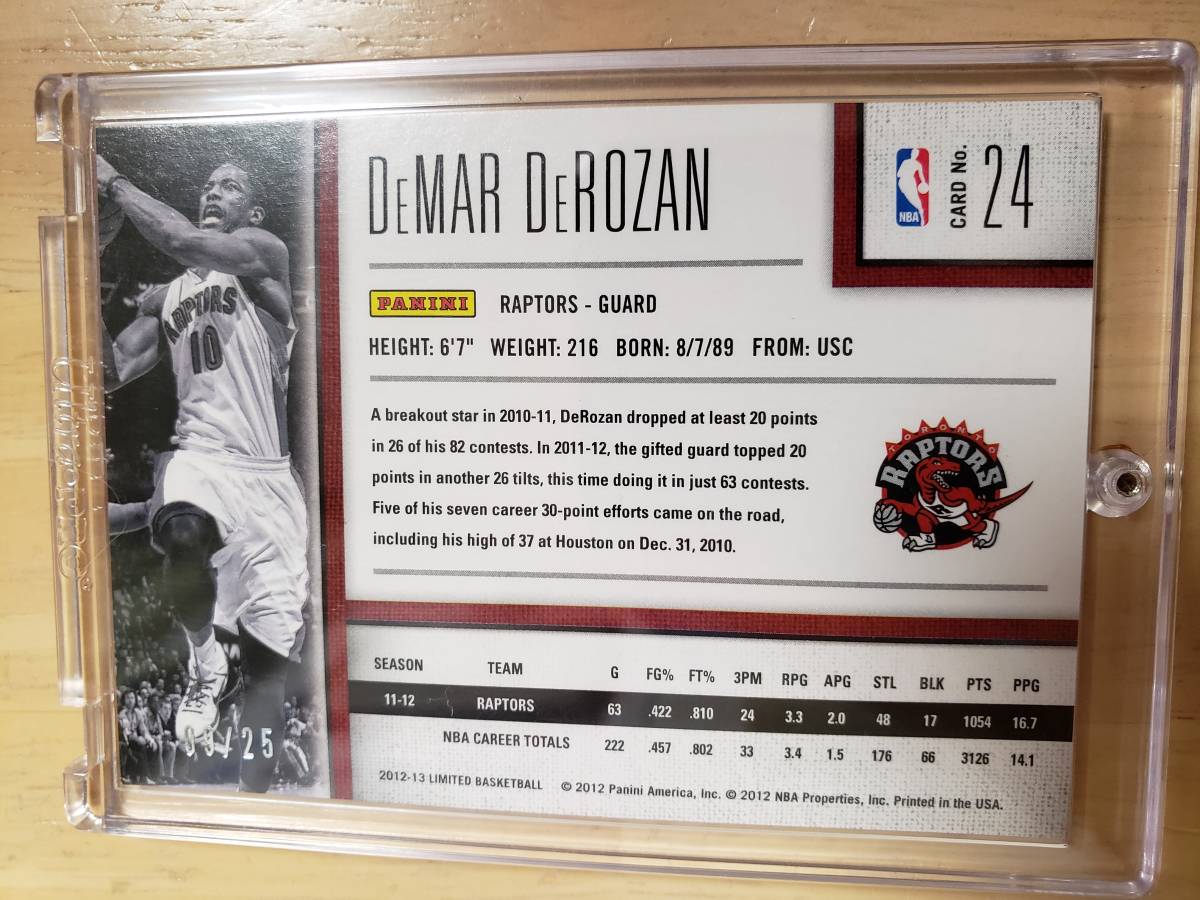 DeMAR DeROZAN
NBA
CARD No.
24
PANINI
RAPTORS - GUARD
HEIGHT: 6'7" WEIGHT: 216 BORN: 8/7/89 FROM: USC
A breakout star in 2010-11, DeRozan dropped at least 20 points
in 26 of his 82 contests. In 2011-12, the gifted guard topped 20
points in another 26 tilts, this time doing it in just 63 contests.
Five of his seven career 30-point efforts came on the road,
including his high of 37 at Houston on Dec. 31, 2010.
TORONTO
RAPTORS
RAPTORS
10
SEASON TEAM G FG% FT% 3PM RPG APG STL BLK PTS PPG
11-12 RAPTORS 63 .422 .810 24 3.3 2.0 48 17 1054 16.7
NBA CAREER TOTALS 222 .457 .802 33 3.4 1.5 176 66 3126 14.1
2012-13 LIMITED BASKETBALL © 2012 Panini America, Inc. © 2012 NBA Properties, Inc. Printed in the USA.